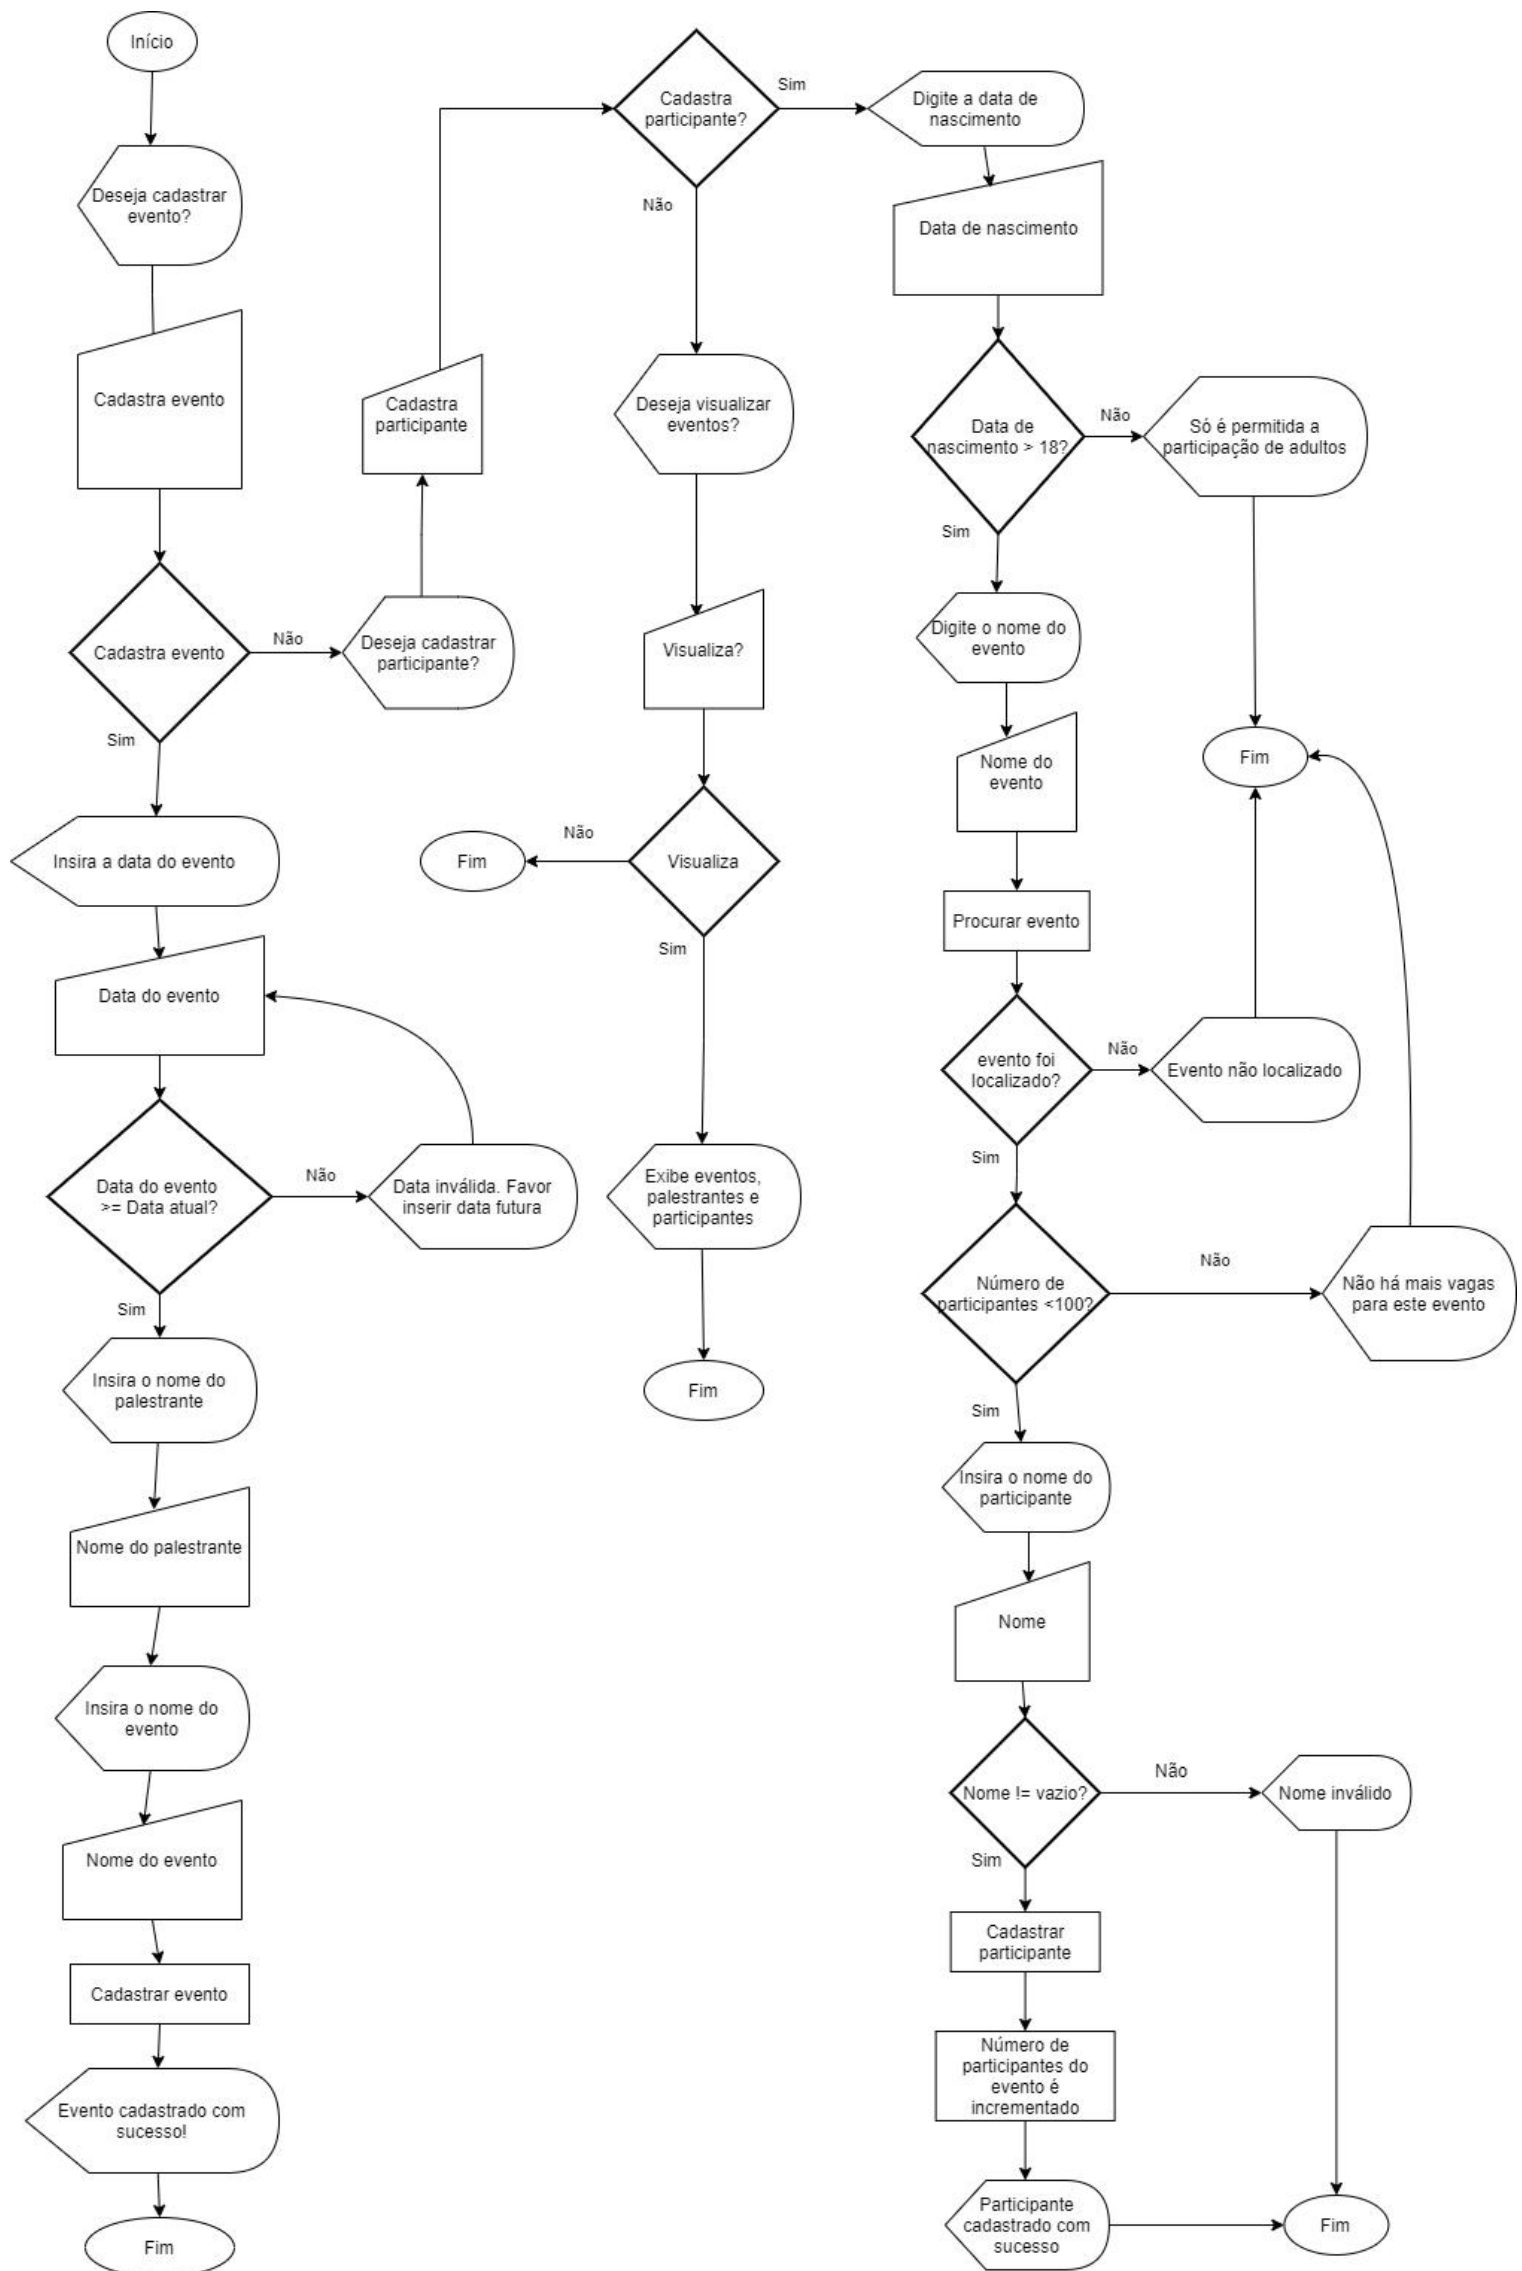 Início
Deseja cadastrar
evento?
Cadastra evento
Cadastra evento
Não
Sim
Deseja cadastrar
participante?
Cadastra
participante
Insira a data do evento
Data do evento
Data do evento
>= Data atual?
Não
Data inválida. Favor
inserir data futura
Sim
Insira o nome do
palestrante
Nome do palestrante
Insira o nome do
evento
Nome do evento
Cadastrar evento
Evento cadastrado com
sucesso!
Fim
Cadastra
participante?
Sim
Não
Deseja visualizar
eventos?
Visualiza?
Visualiza
Não
Fim
Sim
Exibe eventos,
palestrantes e
participantes
Fim
Digite a data de
nascimento
Data de nascimento
Data de
nascimento > 18?
Não
Só é permitida a
participação de adultos
Sim
Digite o nome do
evento
Nome do
evento
Fim
Procurar evento
evento foi
localizado?
Não
Evento não localizado
Sim
Número de
participantes <100?
Não
Não há mais vagas
para este evento
Sim
Insira o nome do
participante
Nome
Nome != vazio?
Não
Nome inválido
Sim
Cadastrar
participante
Número de
participantes do
evento é
incrementado
Participante
cadastrado com
sucesso
Fim